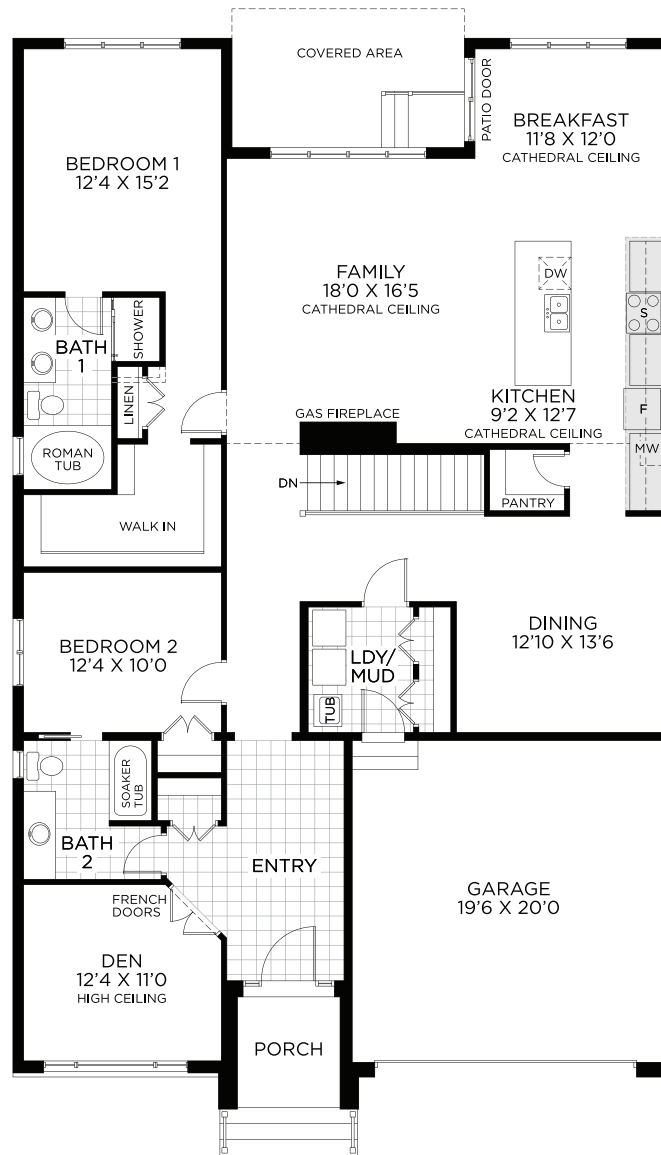 COVERED AREA
PATIO DOOR
BREAKFAST
11'8 X 12'0
CATHEDRAL CEILING
BEDROOM 1
12'4 X 15'2
FAMILY
18'0 X 16'5
CATHEDRAL CEILING
DW
S
SHOWER
BATH
1
LINEN
KITCHEN
9'2 X 12'7
CATHEDRAL CEILING
F
GAS FIREPLACE
MW
ROMAN
TUB
DN
PANTRY
WALK IN
BEDROOM 2
12'4 X 10'0
LDY/
MUD
TUB
DINING
12'10 X 13'6
SOAKER
TUB
BATH
2
ENTRY
FRENCH
DOORS
GARAGE
19'6 X 20'0
DEN
12'4 X 11'0
HIGH CEILING
PORCH